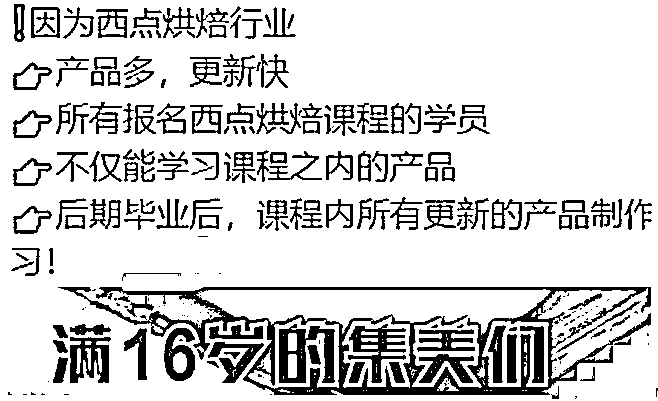 ❗因为西点烘焙行业
👉产品多，更新快
👉所有报名西点烘焙课程的学员
👉不仅能学习课程之内的产品
👉后期毕业后，课程内所有更新的产品制作
习！
满16岁的集美们